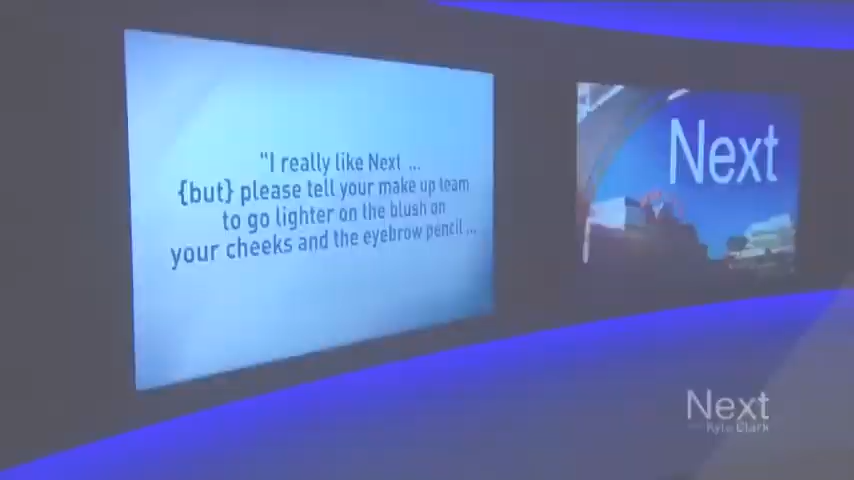 "I really like Next ...
{but} please tell your make up team
to go lighter on the blush on
your cheeks and the eyebrow pencil ...
Next
Next
with Kyle Clark